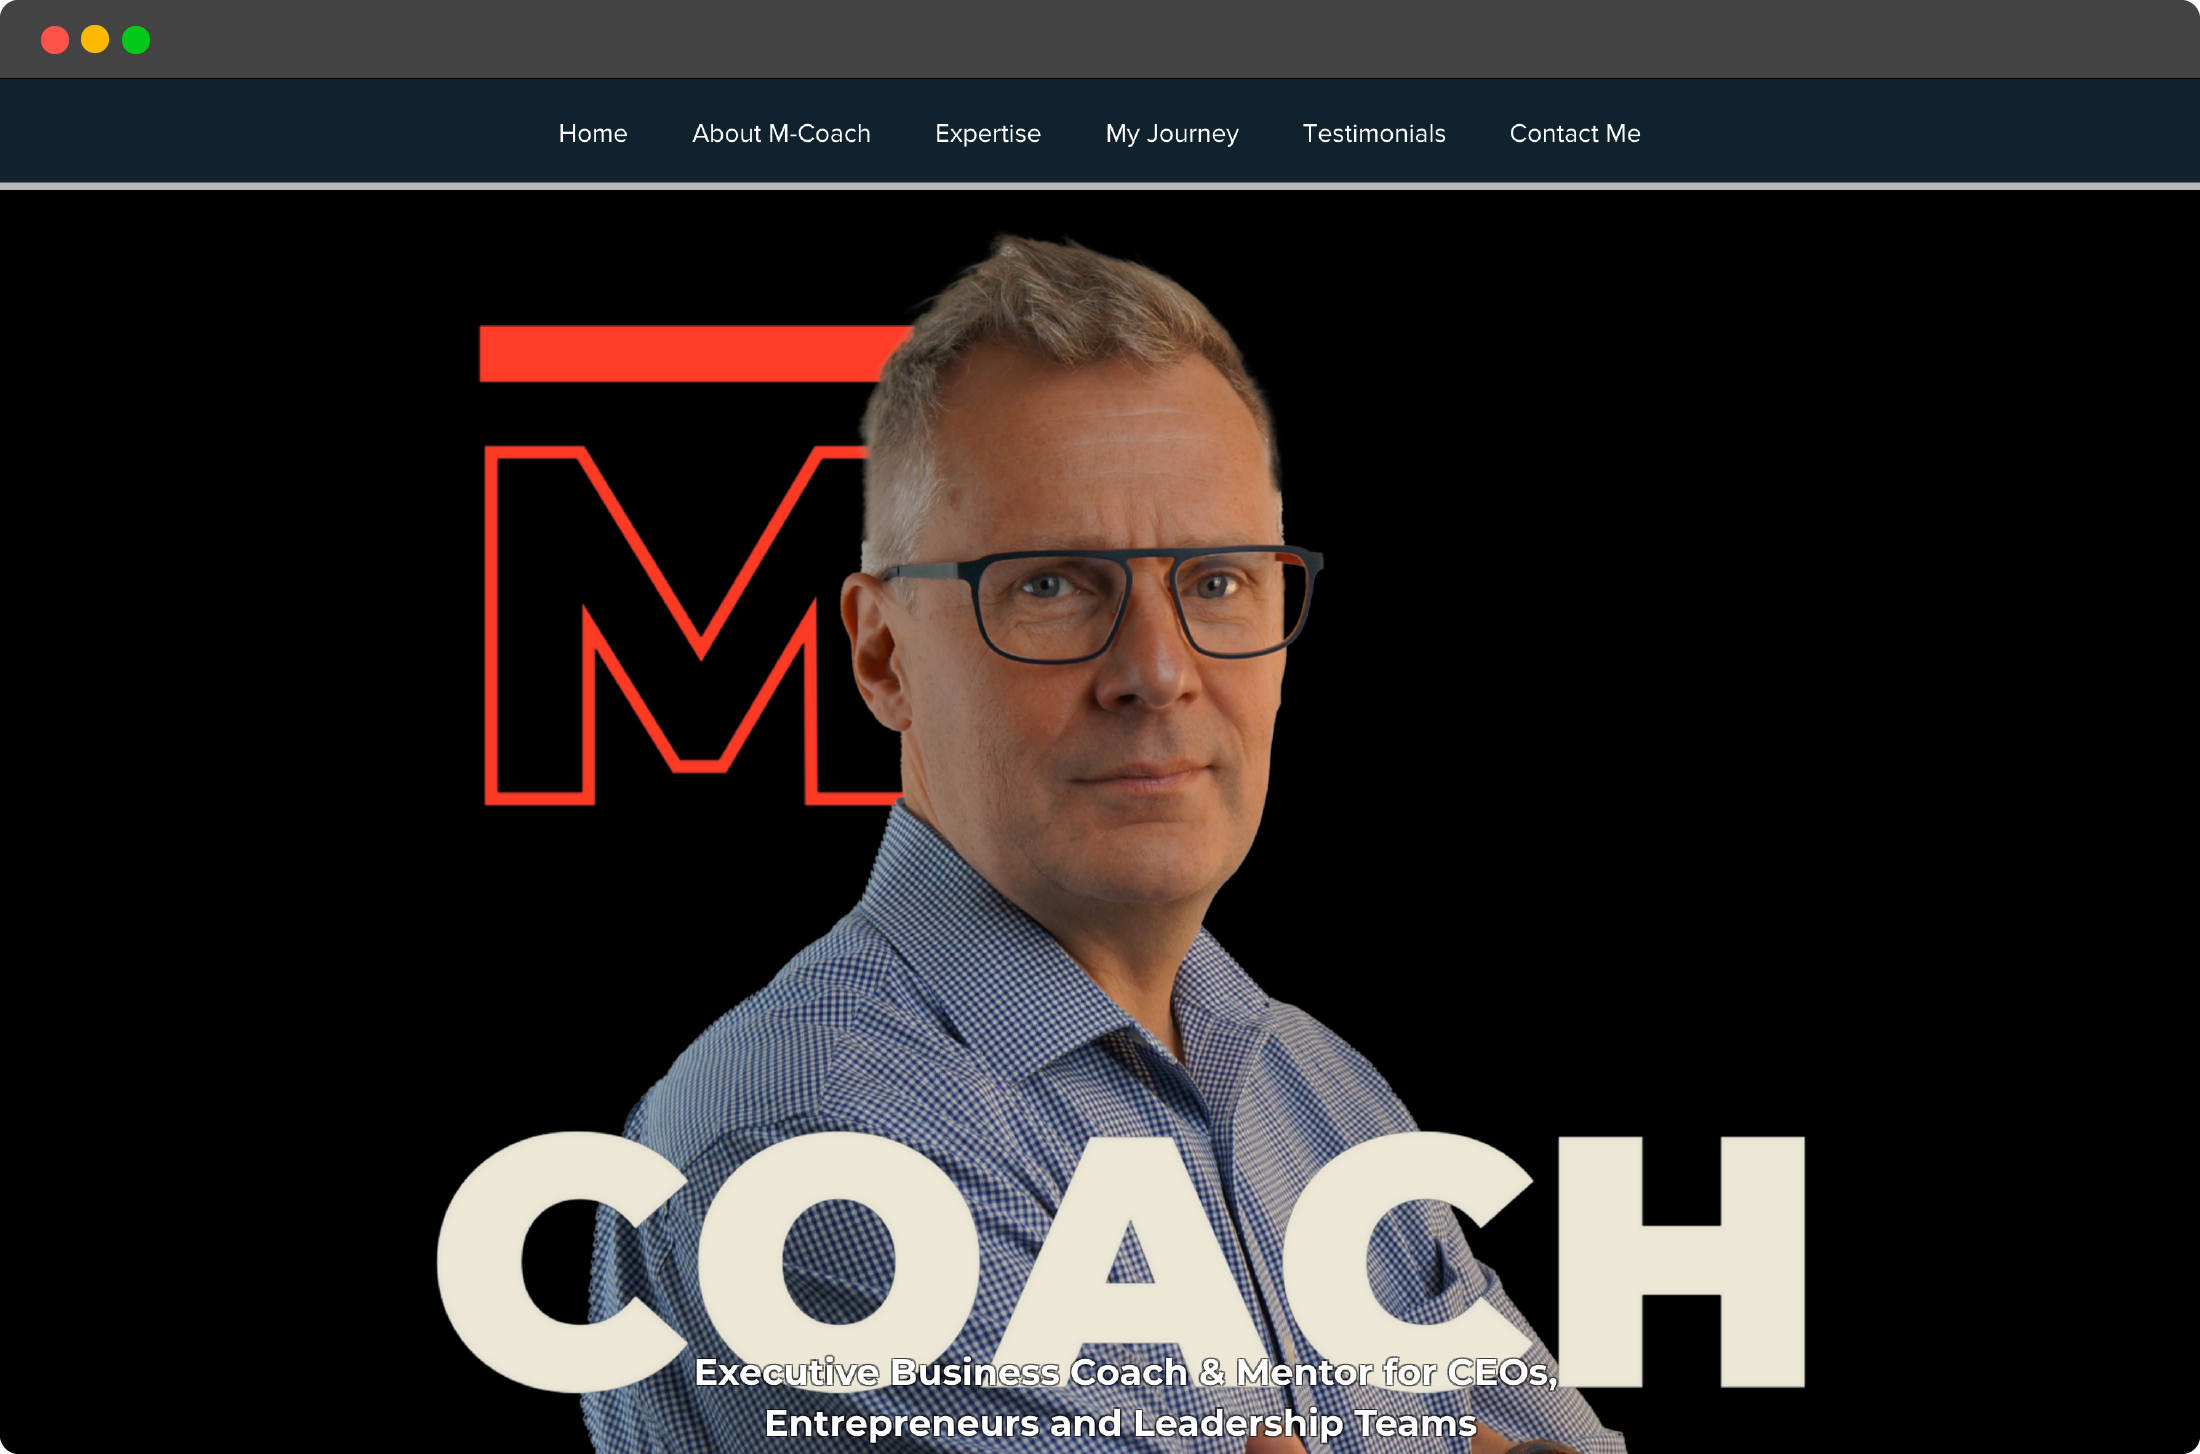 Home About M-Coach Expertise My Journey Testimonials Contact Me
M
COACH
Executive Business Coach & Mentor for CEOs,
Entrepreneurs and Leadership Teams